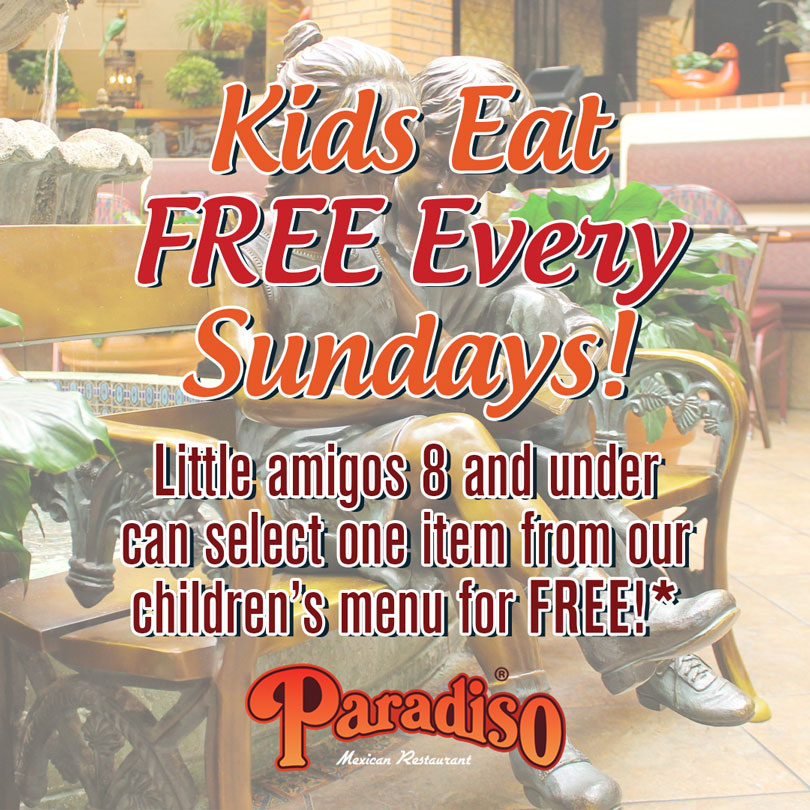 Kids Eat
FREE Every
Sundays!
Little amigos 8 and under
can select one item from our
children's menu for FREE!*
Paradiso®
Mexican Restaurant